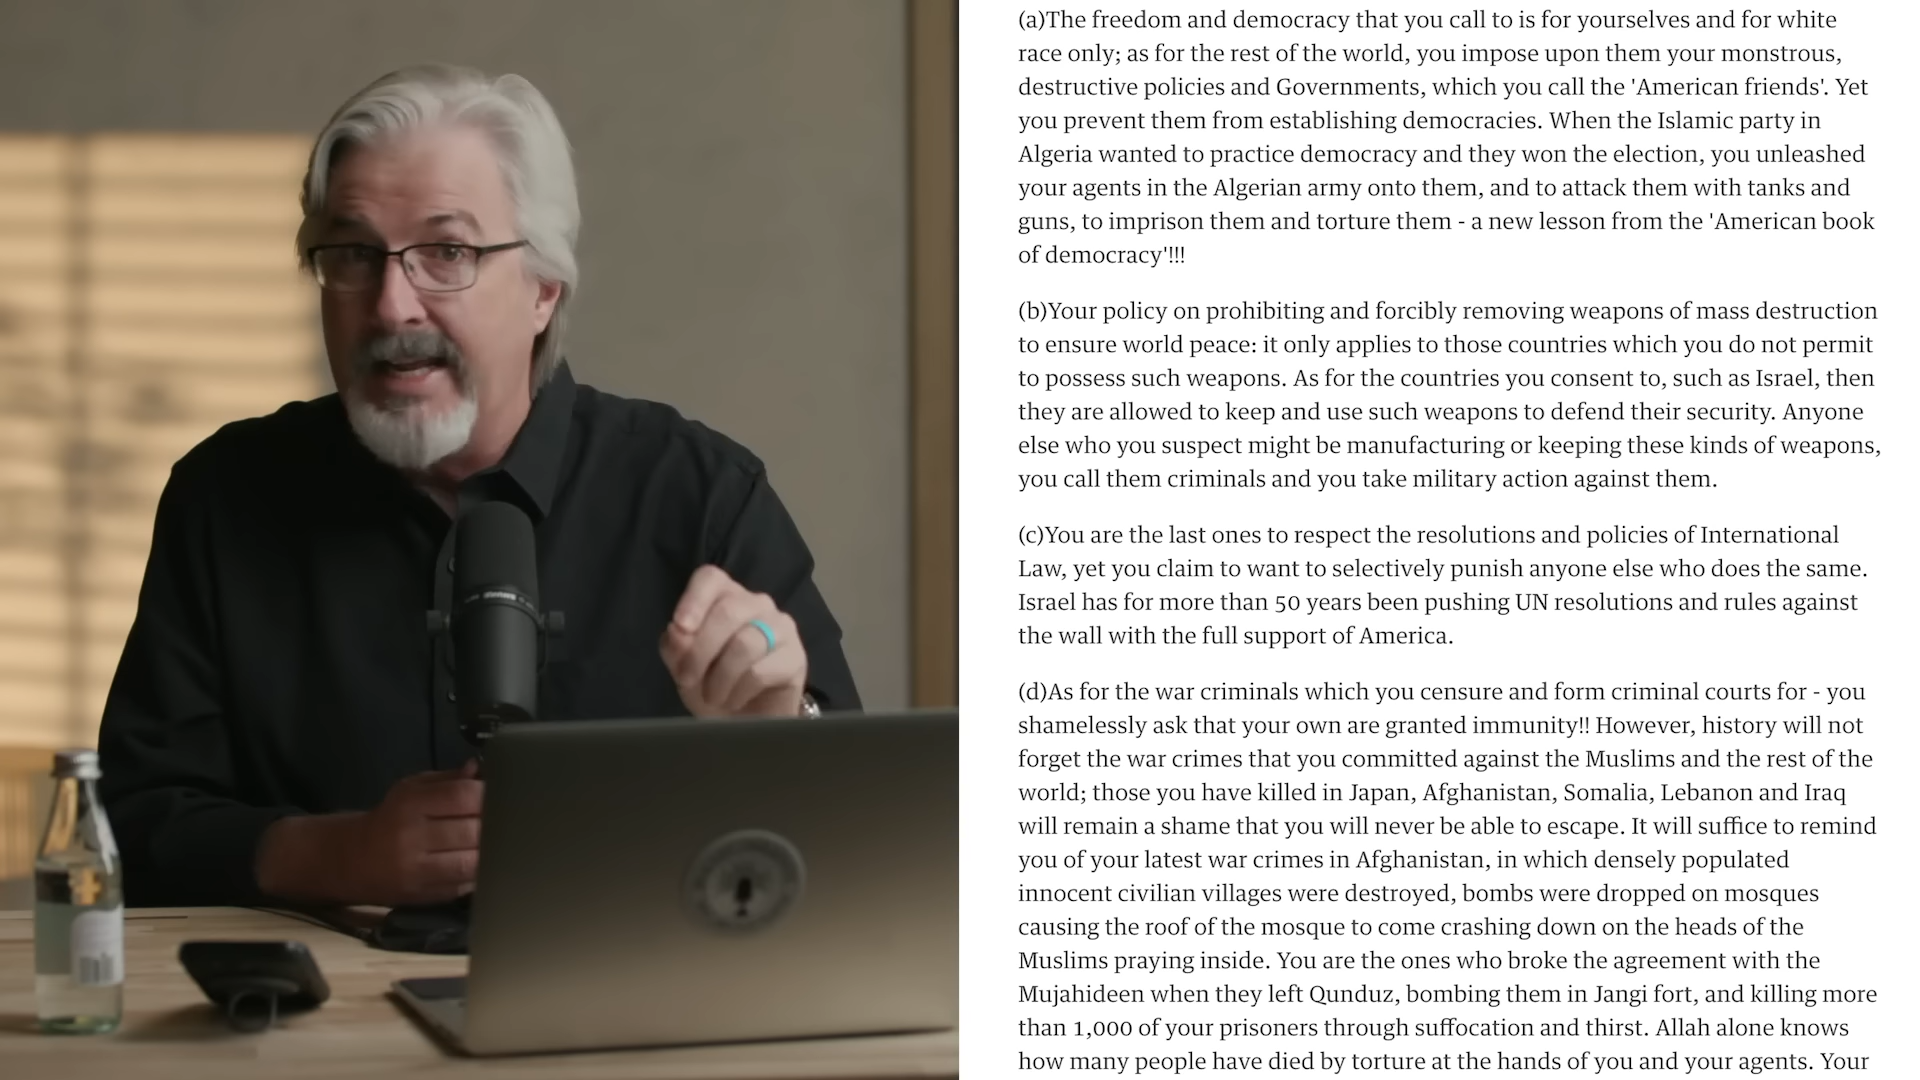 (a)The freedom and democracy that you call to is for yourselves and for white
race only; as for the rest of the world, you impose upon them your monstrous,
destructive policies and Governments, which you call the 'American friends'. Yet
you prevent them from establishing democracies. When the Islamic party in
Algeria wanted to practice democracy and they won the election, you unleashed
your agents in the Algerian army onto them, and to attack them with tanks and
guns, to imprison them and torture them - a new lesson from the 'American book
of democracy'!!!
(b)Your policy on prohibiting and forcibly removing weapons of mass destruction
to ensure world peace: it only applies to those countries which you do not permit
to possess such weapons. As for the countries you consent to, such as Israel, then
they are allowed to keep and use such weapons to defend their security. Anyone
else who you suspect might be manufacturing or keeping these kinds of weapons,
you call them criminals and you take military action against them.
(c)You are the last ones to respect the resolutions and policies of International
Law, yet you claim to want to selectively punish anyone else who does the same.
Israel has for more than 50 years been pushing UN resolutions and rules against
the wall with the full support of America.
(d)As for the war criminals which you censure and form criminal courts for - you
shamelessly ask that your own are granted immunity!! However, history will not
forget the war crimes that you committed against the Muslims and the rest of the
world; those you have killed in Japan, Afghanistan, Somalia, Lebanon and Iraq
will remain a shame that you will never be able to escape. It will suffice to remind
you of your latest war crimes in Afghanistan, in which densely populated
innocent civilian villages were destroyed, bombs were dropped on mosques
causing the roof of the mosque to come crashing down on the heads of the
Muslims praying inside. You are the ones who broke the agreement with the
Mujahideen when they left Qunduz, bombing them in Jangi fort, and killing more
than 1,000 of your prisoners through suffocation and thirst. Allah alone knows
how many people have died by torture at the hands of you and your agents. Your